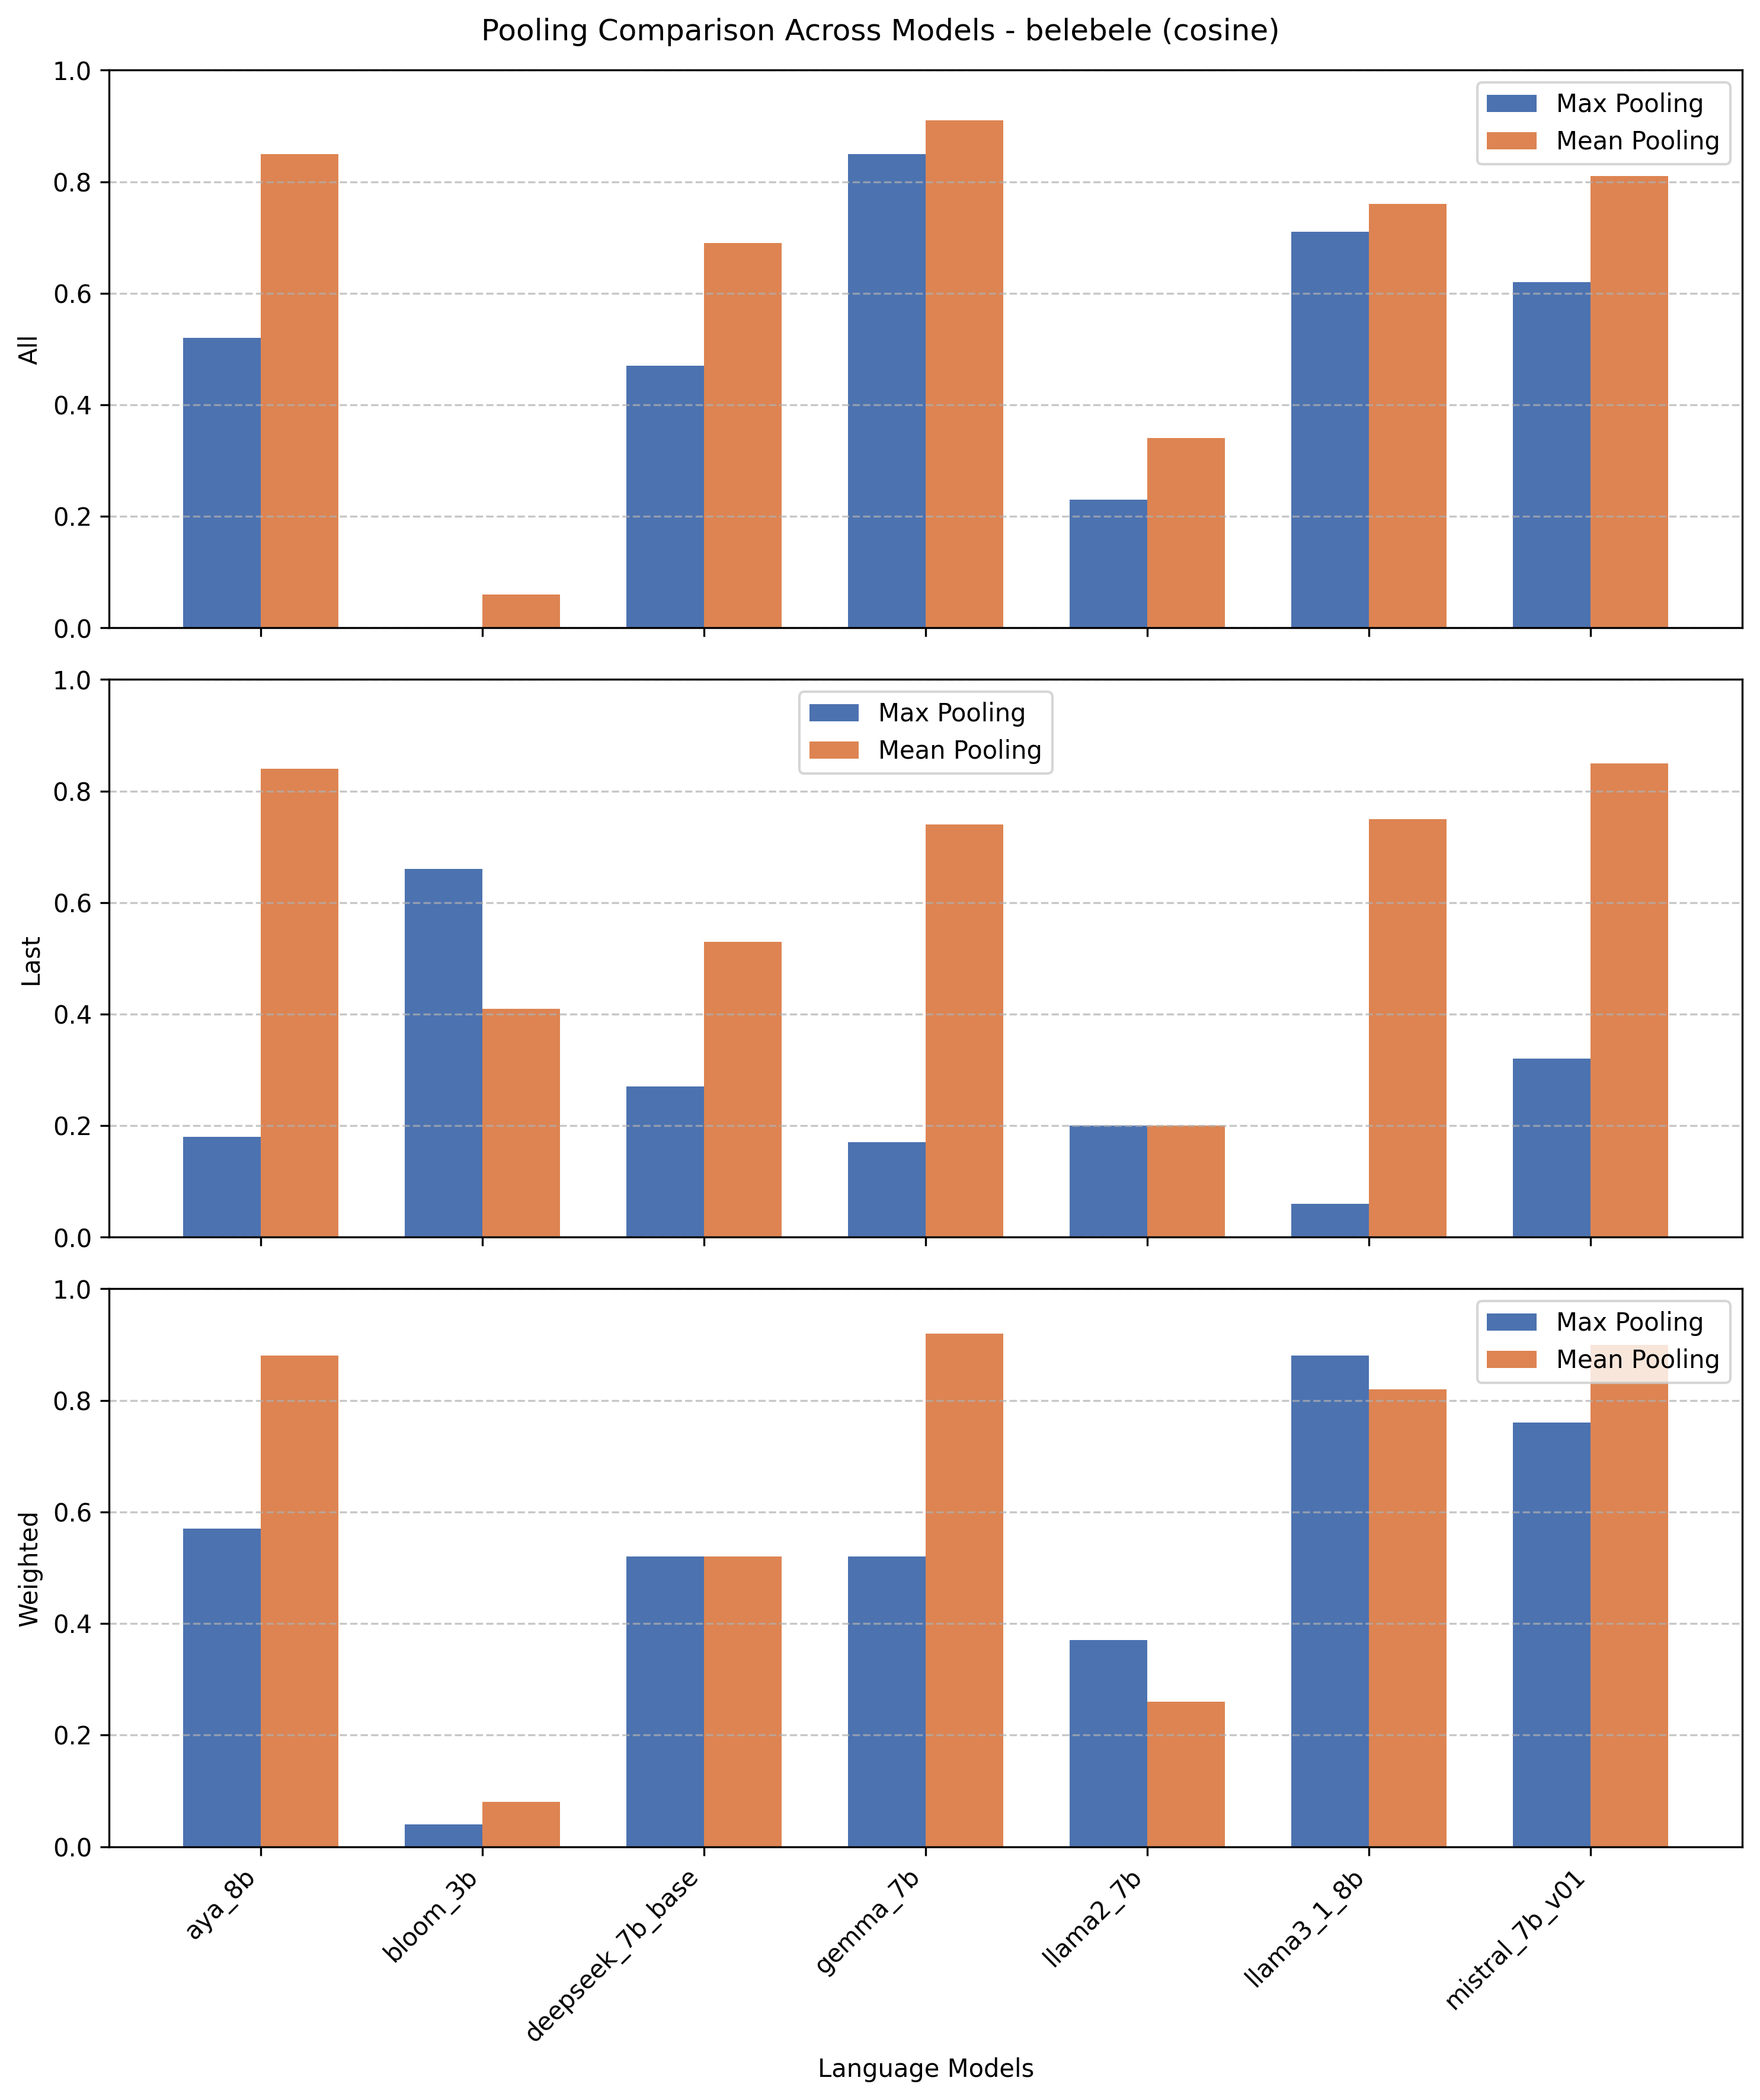 Pooling Comparison Across Models - belebele (cosine)
1.0
0.8
0.6
0.4
0.2
0.0
All
Max Pooling
Mean Pooling
1.0
0.8
0.6
0.4
0.2
0.0
Last
Max Pooling
Mean Pooling
1.0
0.8
0.6
0.4
0.2
0.0
Weighted
Max Pooling
Mean Pooling
aya_8b
bloom_3b
deepseek_7b_base
gemma_7b
llama2_7b
llama3_1_8b
mistral_7b_v01
Language Models